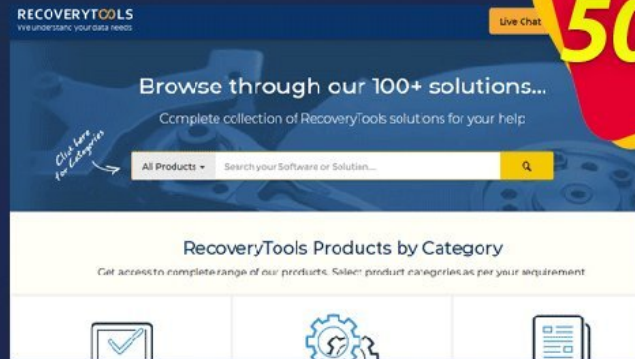 RECOVERYTOOLS
We understand your data needs
Live Chat
50
Browse through our 100+ solutions...
Complete collection of RecoveryTools solutions for your help
Click here
for Categories
All Products
Search your Software or Solution...
RecoveryTools Products by Category
Get access to complete range of our products. Select product categories as per your requirement